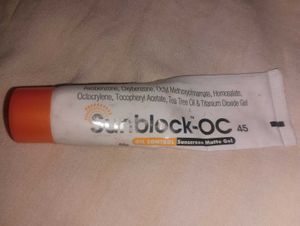 Avobenzone, Oxybenzone, Octyl Methoxycinnamate, Homosalate,
Octocrylene, Tocopheryl Acetate, Tea Tree Oil & Titanium Dioxide Gel
Sunblock-OC 45
OIL CONTROL Sunscreen Matte Gel